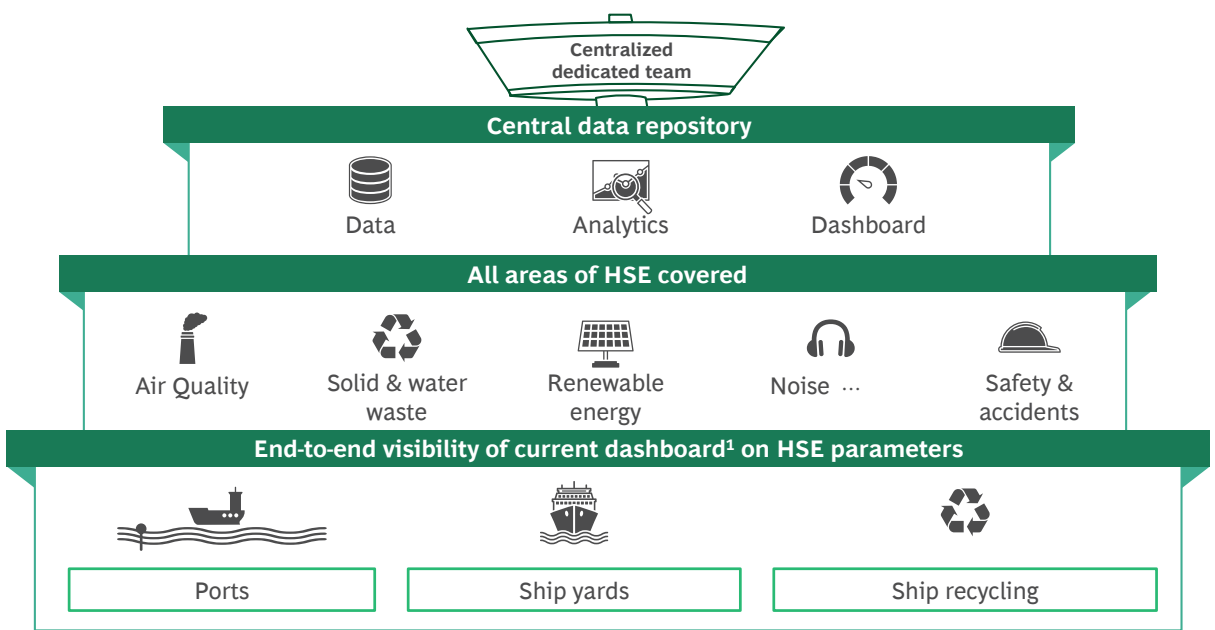 Centralized
dedicated team
Central data repository
Data
Analytics
Dashboard
All areas of HSE covered
Air Quality
Solid & water
waste
Renewable
energy
Noise ...
Safety &
accidents
End-to-end visibility of current dashboard¹ on HSE parameters
Ports
Ship yards
Ship recycling